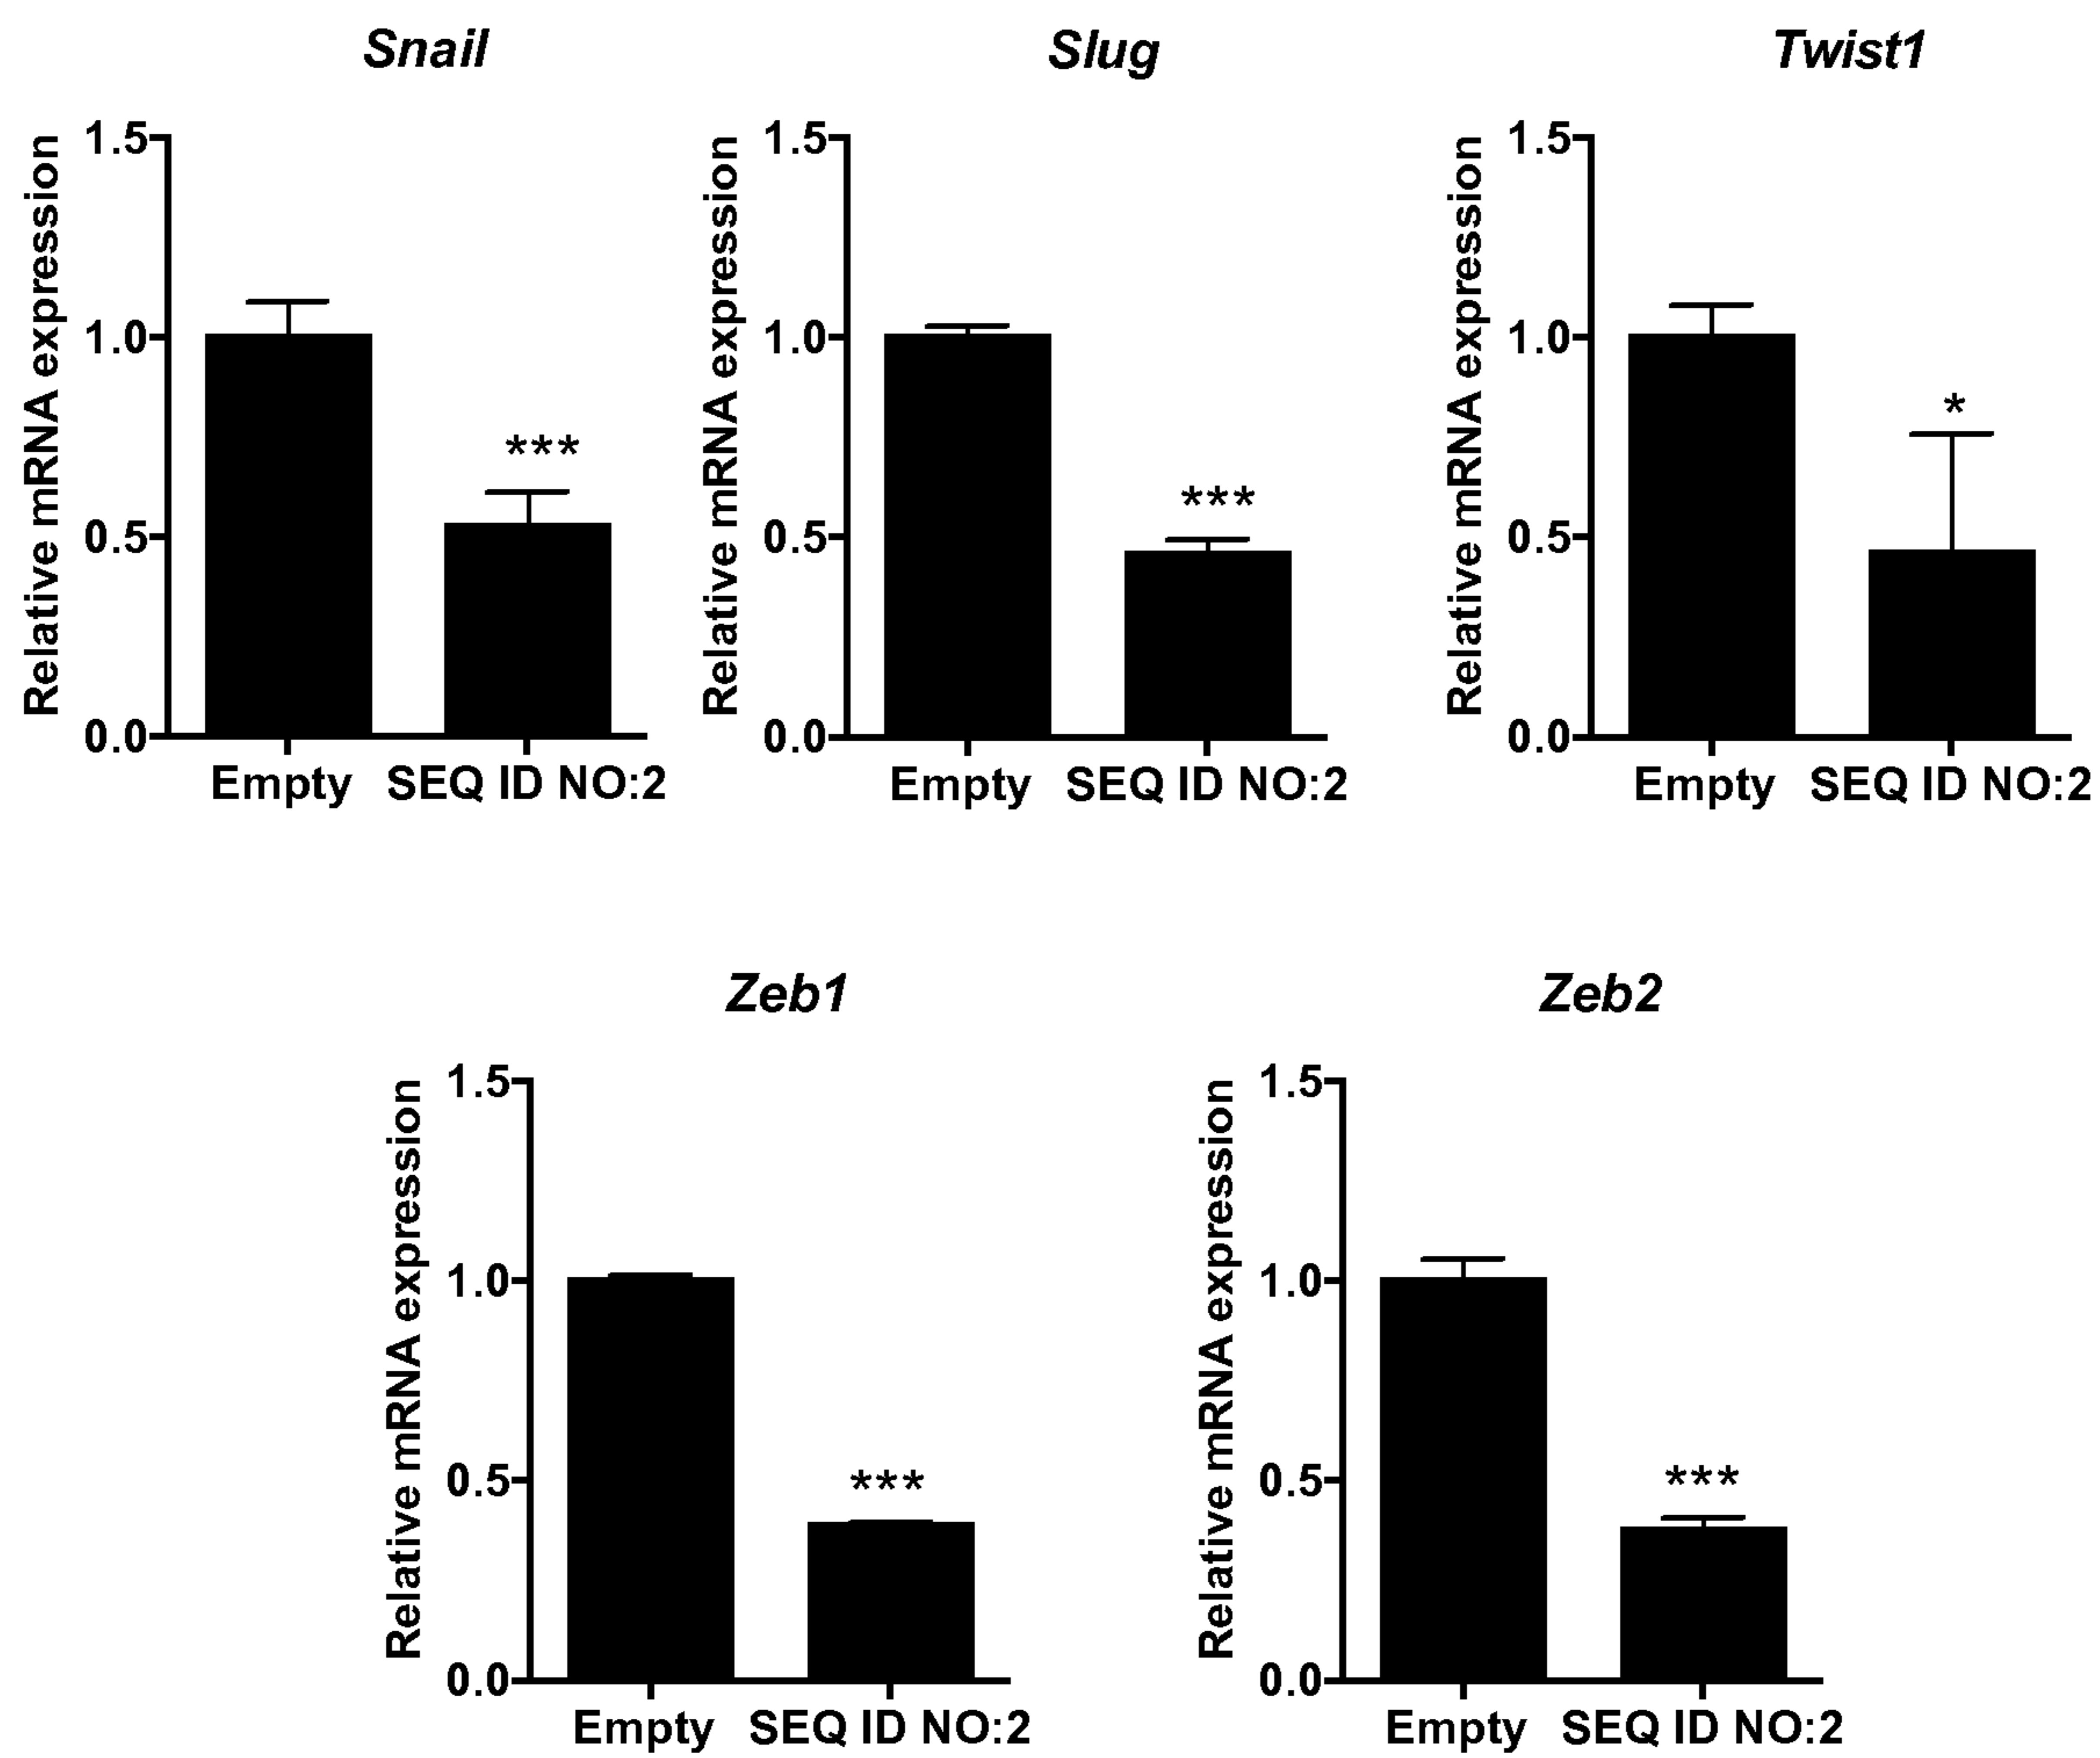 Snail
Slug
Twist1
Relative mRNA expression
1.5
1.0
0.5
0.0
***
Empty SEQ ID NO:2
Relative mRNA expression
1.5
1.0
0.5
0.0
***
Empty SEQ ID NO:2
Relative mRNA expression
1.5
1.0
0.5
0.0
*
Empty SEQ ID NO:2
Zeb1
Zeb2
Relative mRNA expression
1.5
1.0
0.5
0.0
***
Empty SEQ ID NO:2
Relative mRNA expression
1.5
1.0
0.5
0.0
***
Empty SEQ ID NO:2